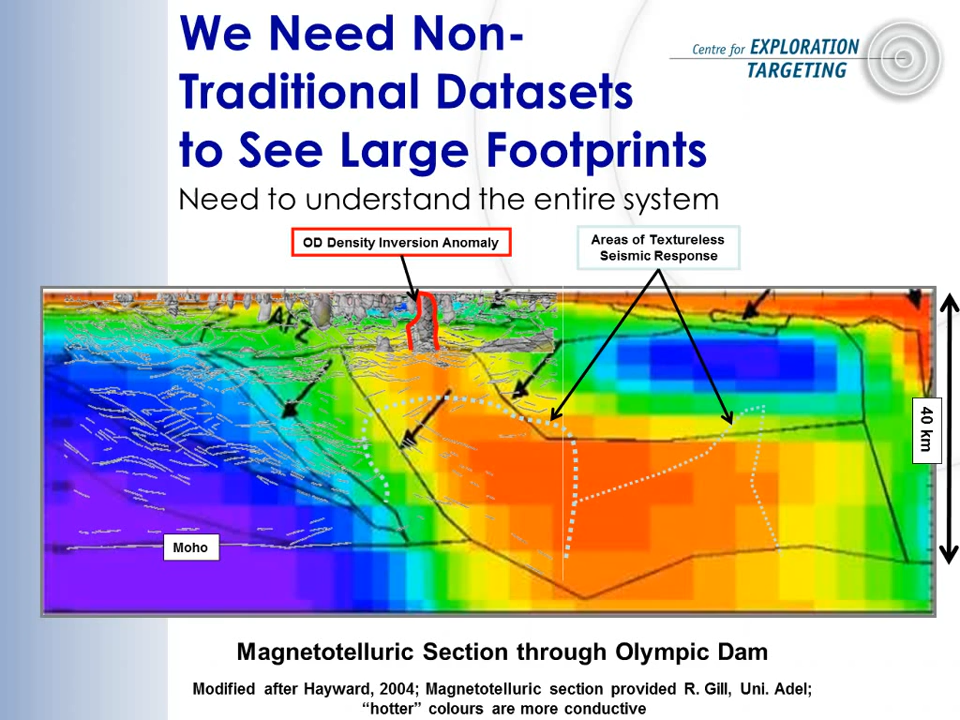 We Need Non-
Traditional Datasets
to See Large Footprints
Need to understand the entire system
Centre for EXPLORATION
TARGETING
OD Density Inversion Anomaly
Areas of Textureless
Seismic Response
40 km
Moho
Magnetotelluric Section through Olympic Dam
Modified after Hayward, 2004; Magnetotelluric section provided R. Gill, Uni. Adel;
“hotter” colours are more conductive